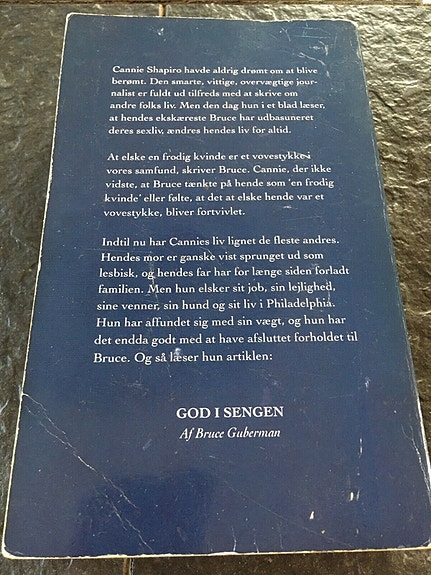 Cannie Shapiro havde aldrig drømt om at blive
berømt. Den smarte, vittige, overvægtige jour-
nalist er fuldt ud tilfreds med at skrive om
andre folks liv. Men den dag hun i et blad læser,
at hendes ekskæreste Bruce har udbasuneret
deres sexliv, ændres hendes liv for altid.
At elske en frodig kvinde er et vovestykke i
vores samfund, skriver Bruce. Cannie, der ikke
vidste, at Bruce tænkte på hende som 'en frodig
kvinde' eller følte, at det at elske hende var et
vovestykke, bliver fortvivlet.
Indtil nu har Cannies liv lignet de fleste andres.
Hendes mor er ganske vist sprunget ud som
lesbisk, og hendes far har for længe siden forladt
familien. Men hun elsker sit job, sin lejlighed,
sine venner, sin hund og sit liv i Philadelphia.
Hun har affundet sig med sin vægt, og hun har
det endda godt med at have afsluttet forholdet til
Bruce. Og så læser hun artiklen:
GOD I SENGEN
Af Bruce Guberman